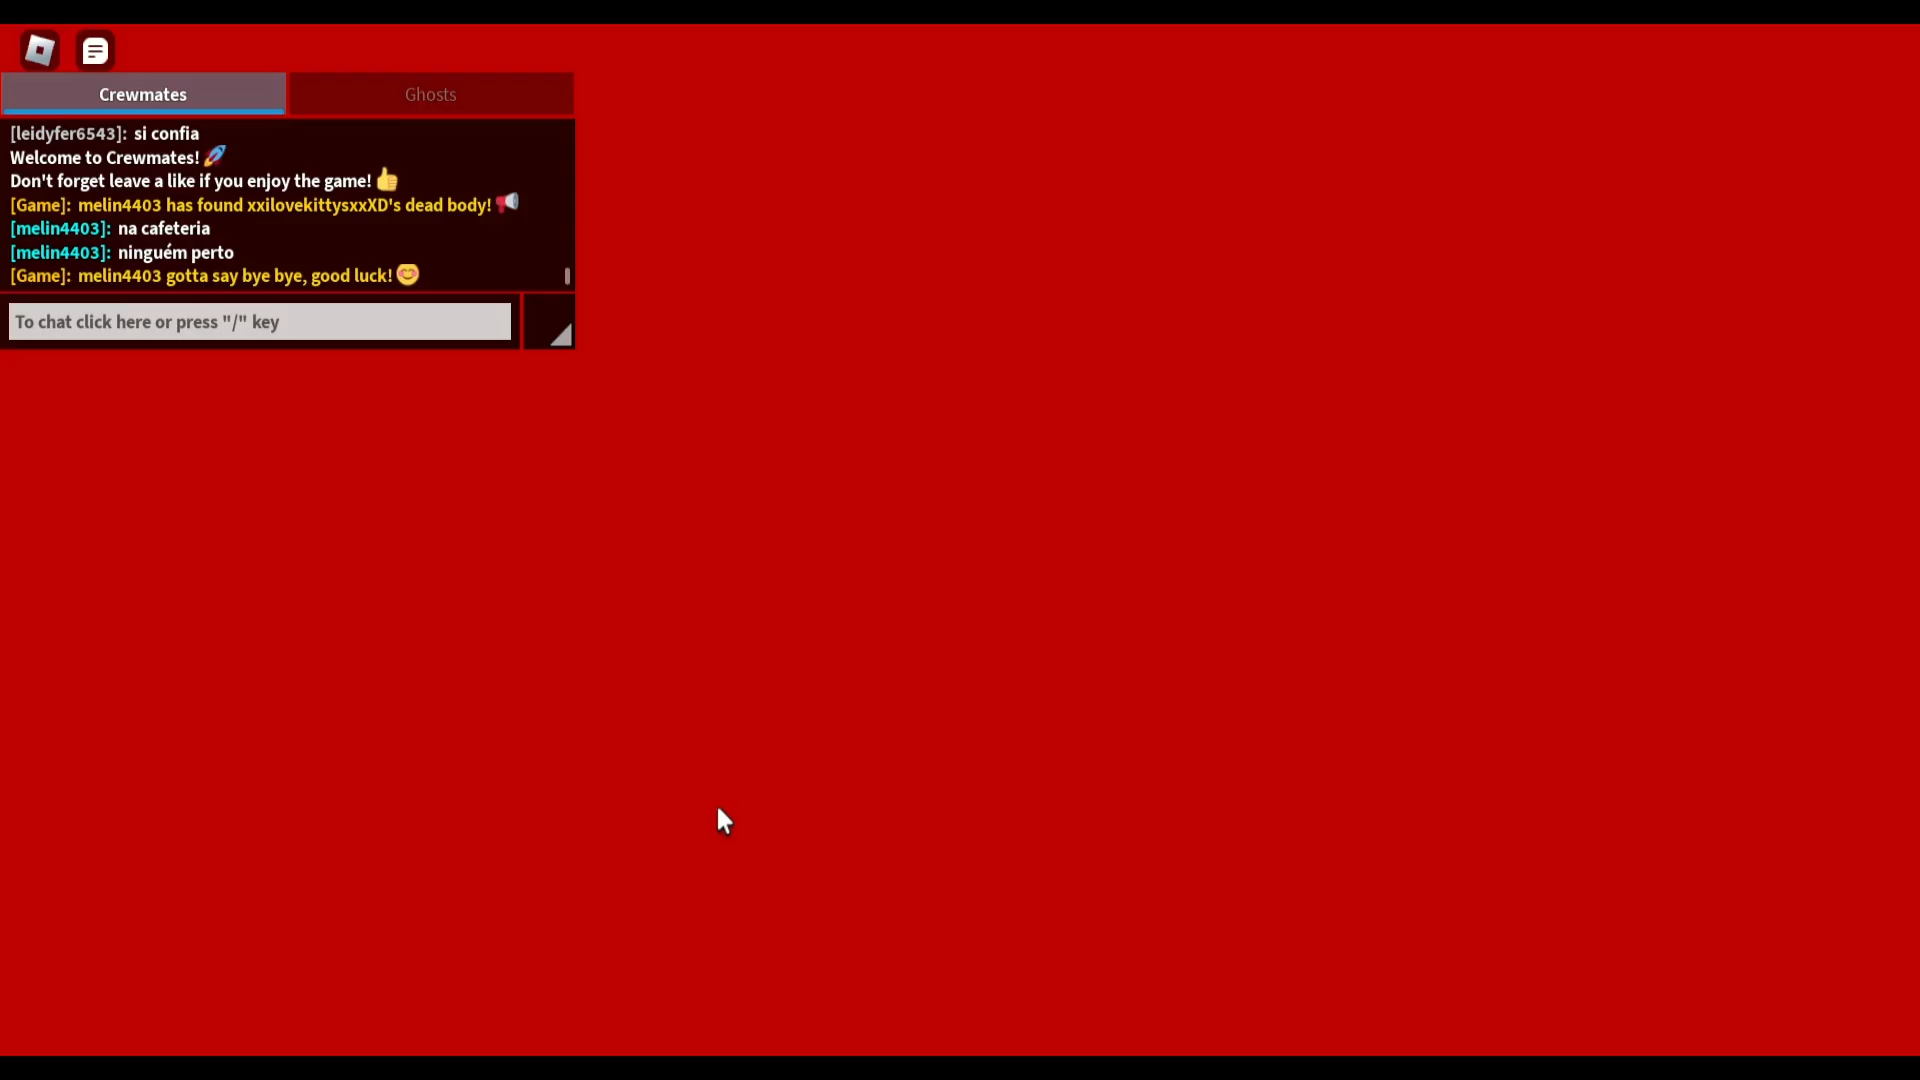 Crewmates
Ghosts
[leidyfer6543]: si confia
Welcome to Crewmates! 🚀
Don't forget leave a like if you enjoy the game! 👍
[Game]: melin4403 has found xxilovekittysxxXD's dead body! 📢
[melin4403]: na cafeteria
[melin4403]: ninguém perto
[Game]: melin4403 gotta say bye bye, good luck! 😊
To chat click here or press "/" key